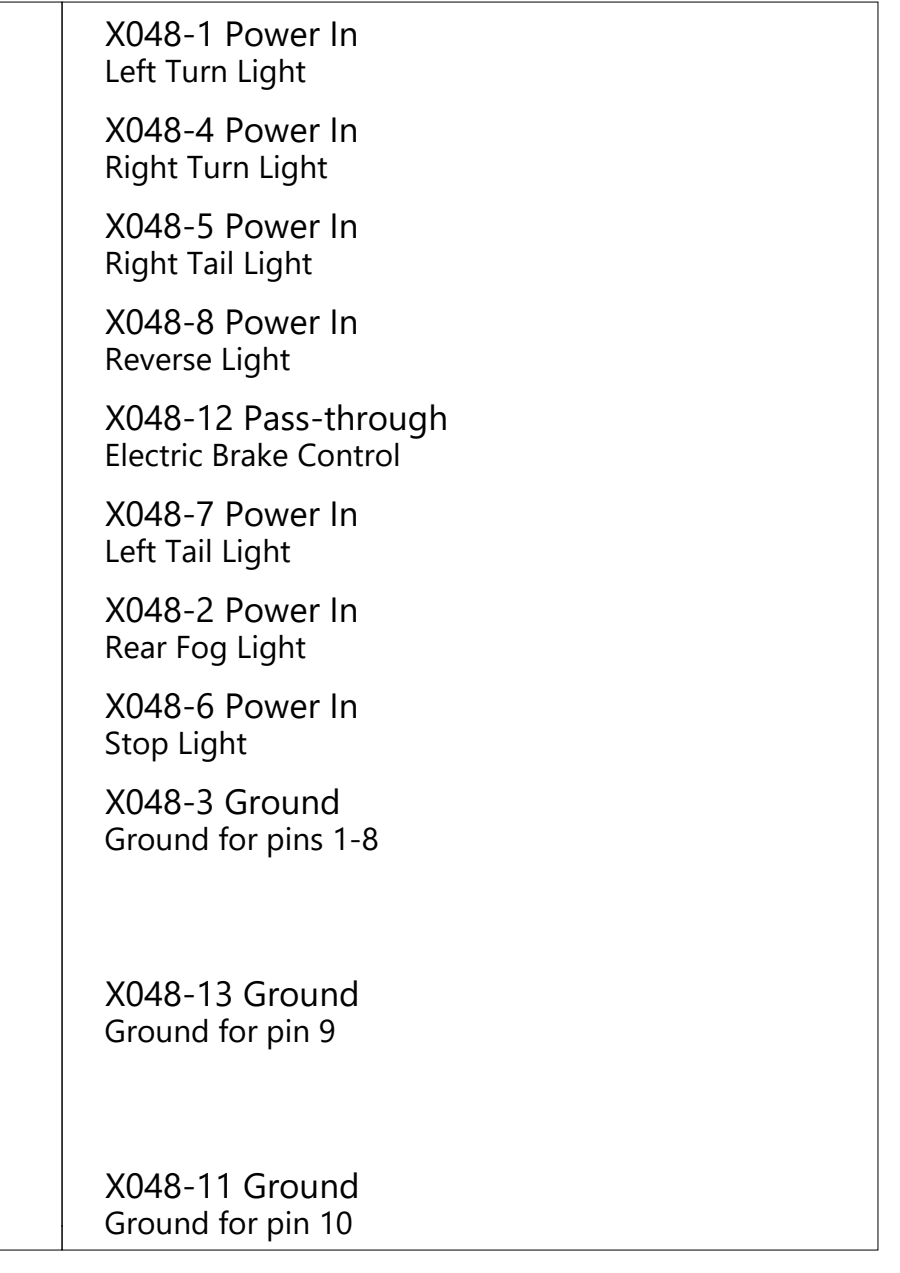 X048-1 Power In
Left Turn Light
X048-4 Power In
Right Turn Light
X048-5 Power In
Right Tail Light
X048-8 Power In
Reverse Light
X048-12 Pass-through
Electric Brake Control
X048-7 Power In
Left Tail Light
X048-2 Power In
Rear Fog Light
X048-6 Power In
Stop Light
X048-3 Ground
Ground for pins 1-8
X048-13 Ground
Ground for pin 9
X048-11 Ground
Ground for pin 10